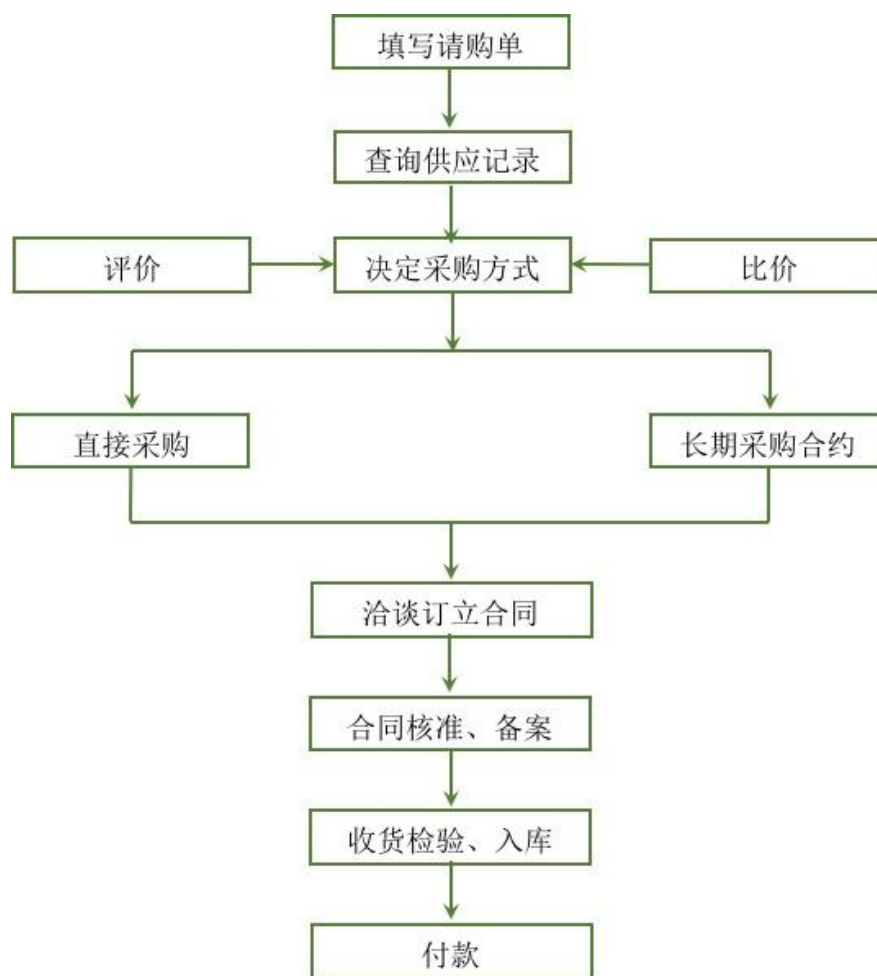 填写请购单
查询供应记录
评价
决定采购方式
比价
直接采购
长期采购合约
洽谈订立合同
合同核准、备案
收货检验、入库
付款